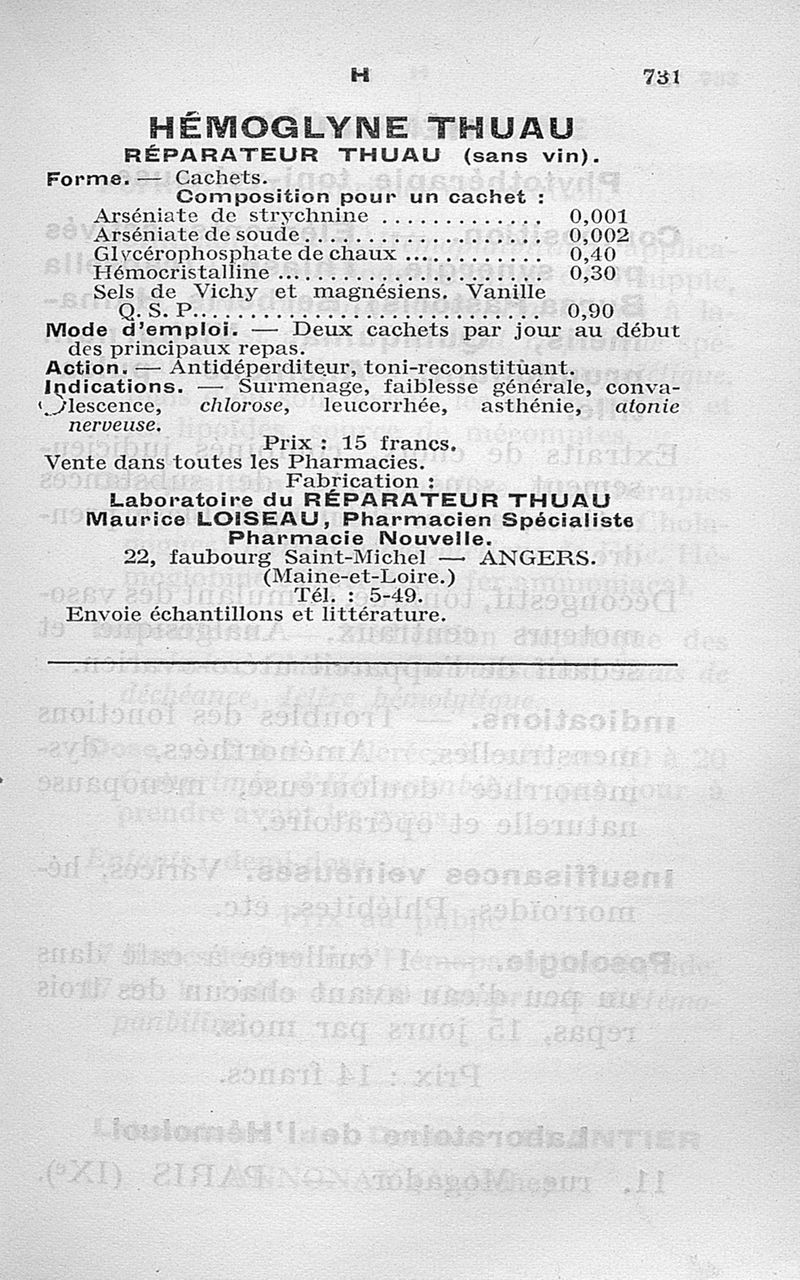 H 731
HÉMOGLYNE THUAU
RÉPARATEUR THUAU (sans vin).
Forme. — Cachets.
Composition pour un cachet :
Arséniate de strychnine ............. 0,001
Arséniate de soude.................. 0,002
Glycérophosphate de chaux ........... 0,40
Hémocristalline .................... 0,30
Sels de Vichy et magnésiens. Vanille
Q. S. P............................ 0,90
Mode d'emploi. — Deux cachets par jour au début
des principaux repas.
Action. — Antidéperditeur, toni-reconstituant.
Indications. — Surmenage, faiblesse générale, conva-
lescence, chlorose, leucorrhée, asthénie, atonie
nerveuse.
Prix : 15 francs.
Vente dans toutes les Pharmacies.
Fabrication :
Laboratoire du RÉPARATEUR THUAU
Maurice LOISEAU, Pharmacien Spécialiste
Pharmacie Nouvelle.
22, faubourg Saint-Michel — ANGERS.
(Maine-et-Loire.)
Tél. : 5-49.
Envoie échantillons et littérature.